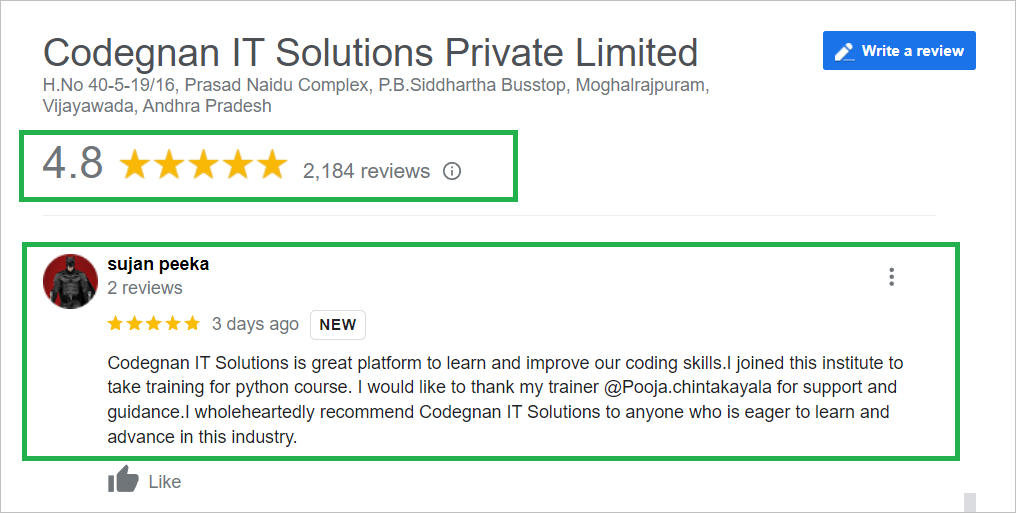 Codegnan IT Solutions Private Limited
Write a review
H.No 40-5-19/16, Prasad Naidu Complex, P.B.Siddhartha Busstop, Moghalrajpuram,
Vijayawada, Andhra Pradesh
4.8 2,184 reviews
sujan peeka
2 reviews
3 days ago NEW
Codegnan IT Solutions is great platform to learn and improve our coding skills.I joined this institute to
take training for python course. I would like to thank my trainer @Pooja.chintakayala for support and
guidance.I wholeheartedly recommend Codegnan IT Solutions to anyone who is eager to learn and
advance in this industry.
Like